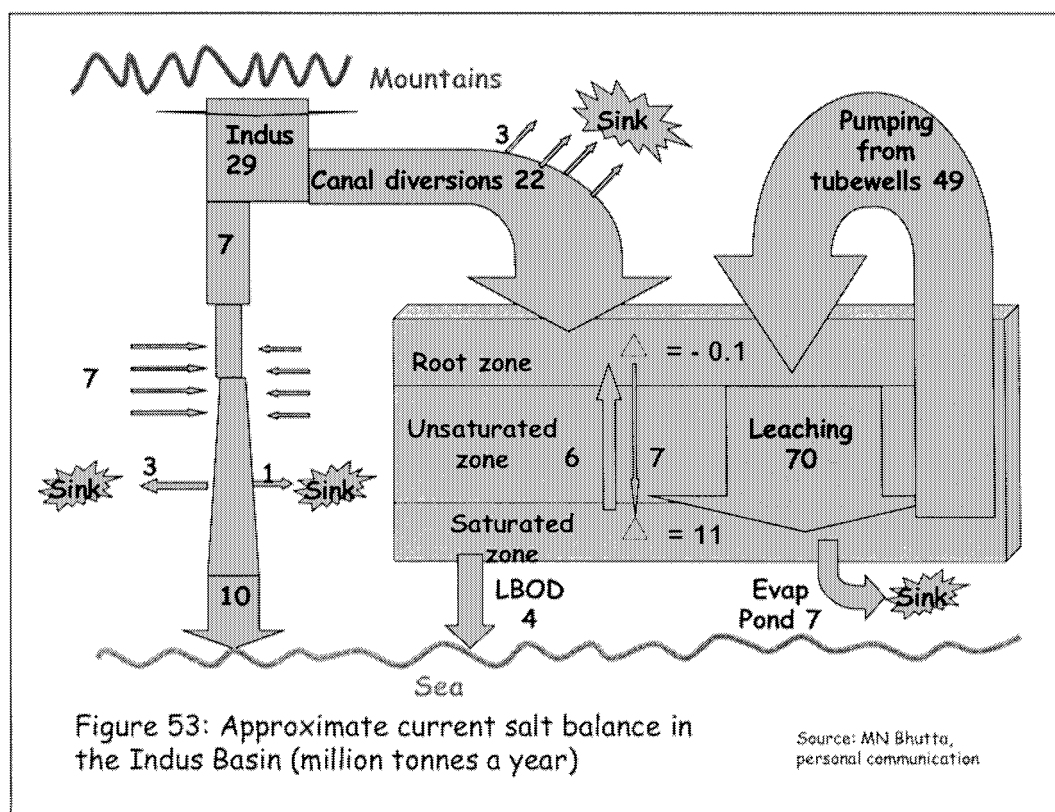 Mountains
Indus
29
3
Sink
Pumping
from
tubewells 49
Canal diversions 22
7
7
Root zone
= - 0.1
Unsaturated
zone
6
7
Leaching
70
Sink
3
1
Sink
Saturated
zone
= 11
10
LBOD
4
Evap
Pond 7
Sink
Sea
Figure 53: Approximate current salt balance in
the Indus Basin (million tonnes a year)
Source: MN Bhutta,
personal communication